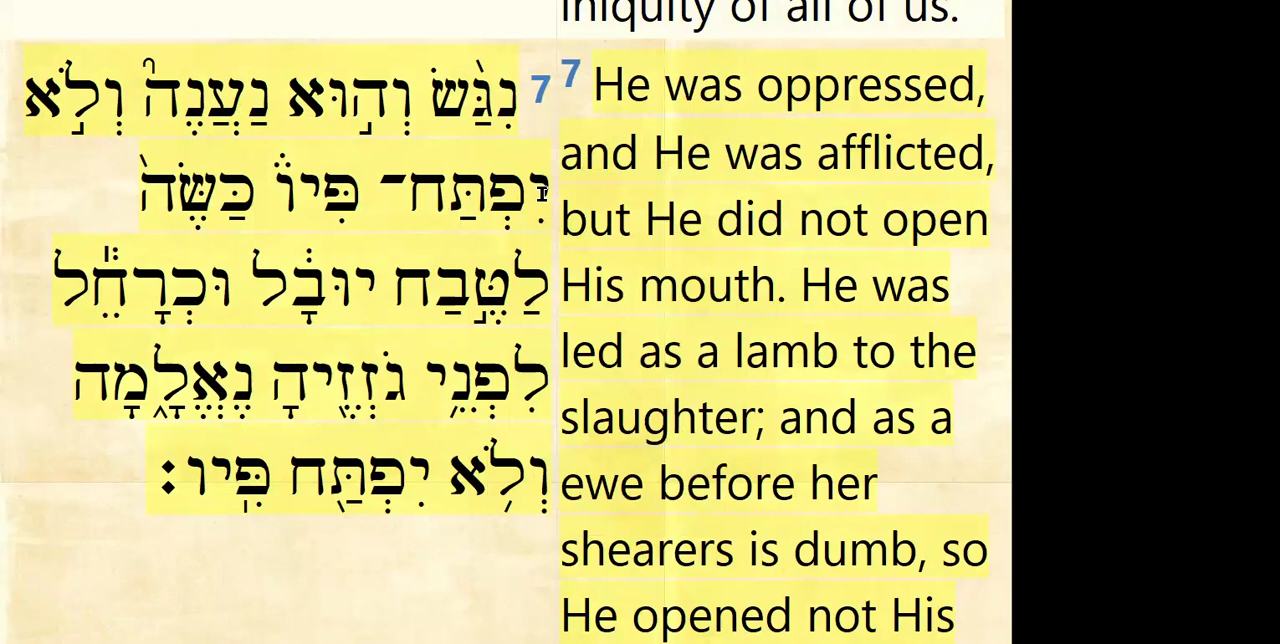 iniquity of all of us.
7 נִגַּ֨שׂ וְה֣וּא נַעֲנֶה֮ וְלֹ֣א
יִפְתַּח־ פִּיו֒ כַּשֶּׂה֙
לַטֶּ֣בַח יוּבָ֔ל וּכְרָחֵ֕ל
לִפְנֵ֥י גֹזְזֶ֖יהָ נֶאֱלָ֑מָה
וְלֹ֥א יִפְתַּ֖ח פִּֽיו׃
7 He was oppressed,
and He was afflicted,
but He did not open
His mouth. He was
led as a lamb to the
slaughter; and as a
ewe before her
shearers is dumb, so
He opened not His